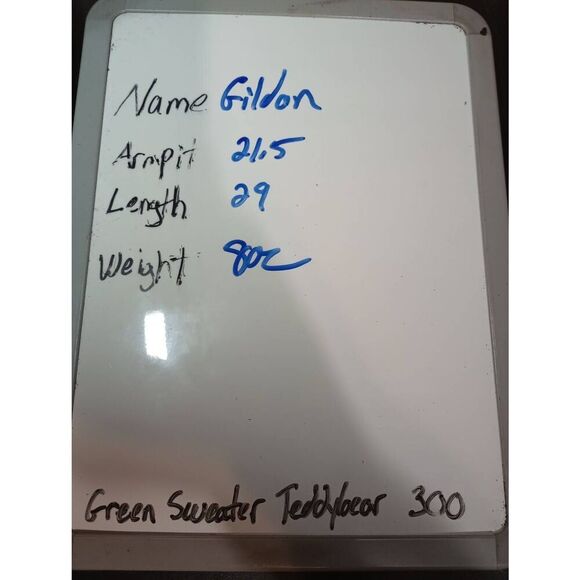 Name Gildon
Armpit 21.5
Length 29
Weight 8oz
Green Sweater Teddybear 300